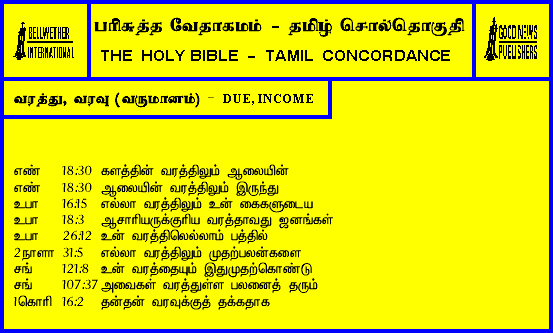 BELLWETHER
INTERNATIONAL
பரிசுத்த வேதாகமம் - தமிழ் சொல்தொகுதி
THE HOLY BIBLE - TAMIL CONCORDANCE
GOOD NEWS
PUBLISHERS
வரத்து, வரவு (வருமானம்) - DUE, INCOME
எண் 18:30 களத்தின் வரத்திலும் ஆலையின்
எண் 18:30 ஆலையின் வரத்திலும் இருந்து
உபா 16:15 எல்லா வரத்திலும் உன் கைகளுடைய
உபா 18:3 ஆசாரியருக்குரிய வரத்தாவது ஜனங்கள்
உபா 26:12 உன் வரத்திலெல்லாம் பத்தில்
2நாளா 31:5 எல்லா வரத்திலும் முதற்பலன்களை
சங் 121:8 உன் வரத்தையும் இதுமுதற்கொண்டு
சங் 107:37 அவைகள் வரத்துள்ள பலனைத் தரும்
1கொரி 16:2 தன்தன் வரவுக்குத் தக்கதாக